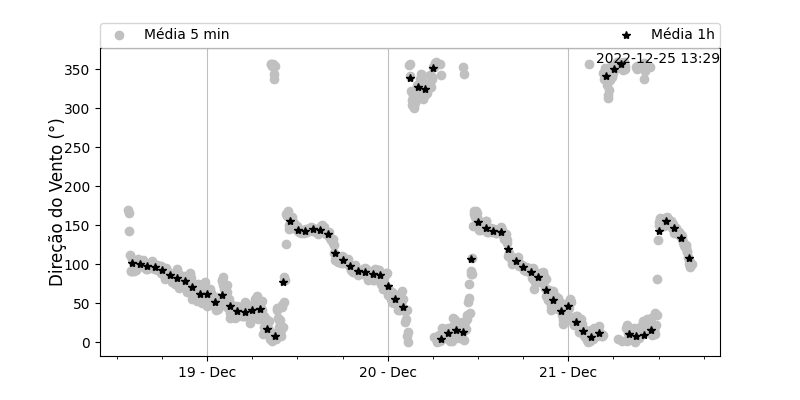 Média 5 min
Média 1h
2022-12-25 13:29
Direção do Vento (°)
350
300
250
200
150
100
50
0
19 - Dec
20 - Dec
21 - Dec